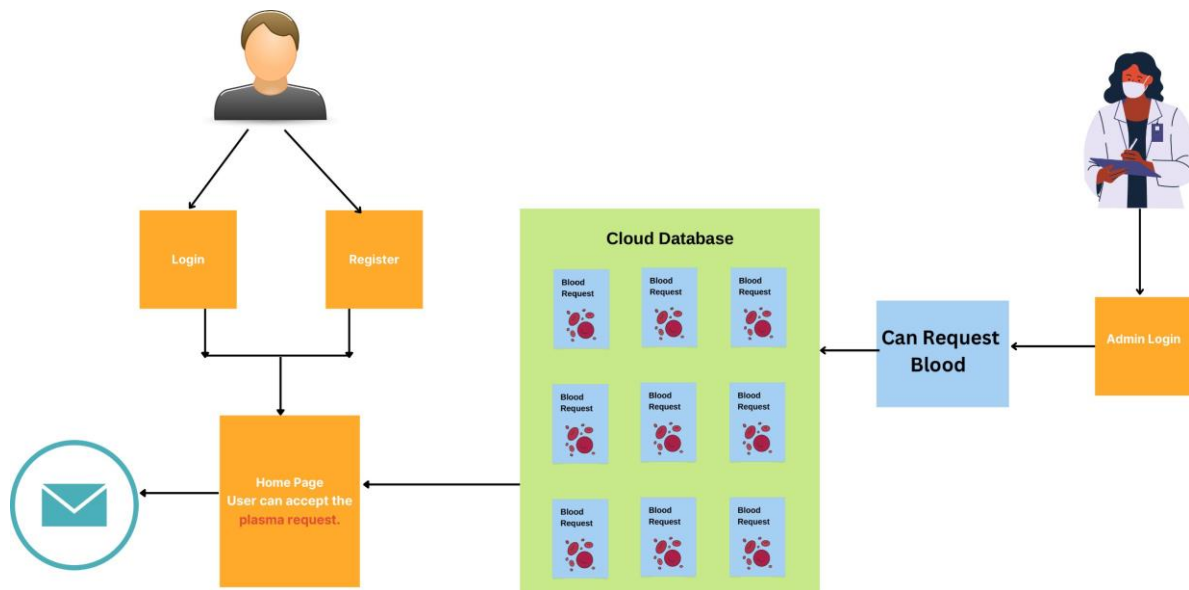 Login
Register
Cloud Database
Blood
Request
Blood
Request
Blood
Request
Blood
Request
Blood
Request
Blood
Request
Blood
Request
Blood
Request
Blood
Request
Can Request
Blood
Admin Login
Home Page
User can accept the
plasma request.